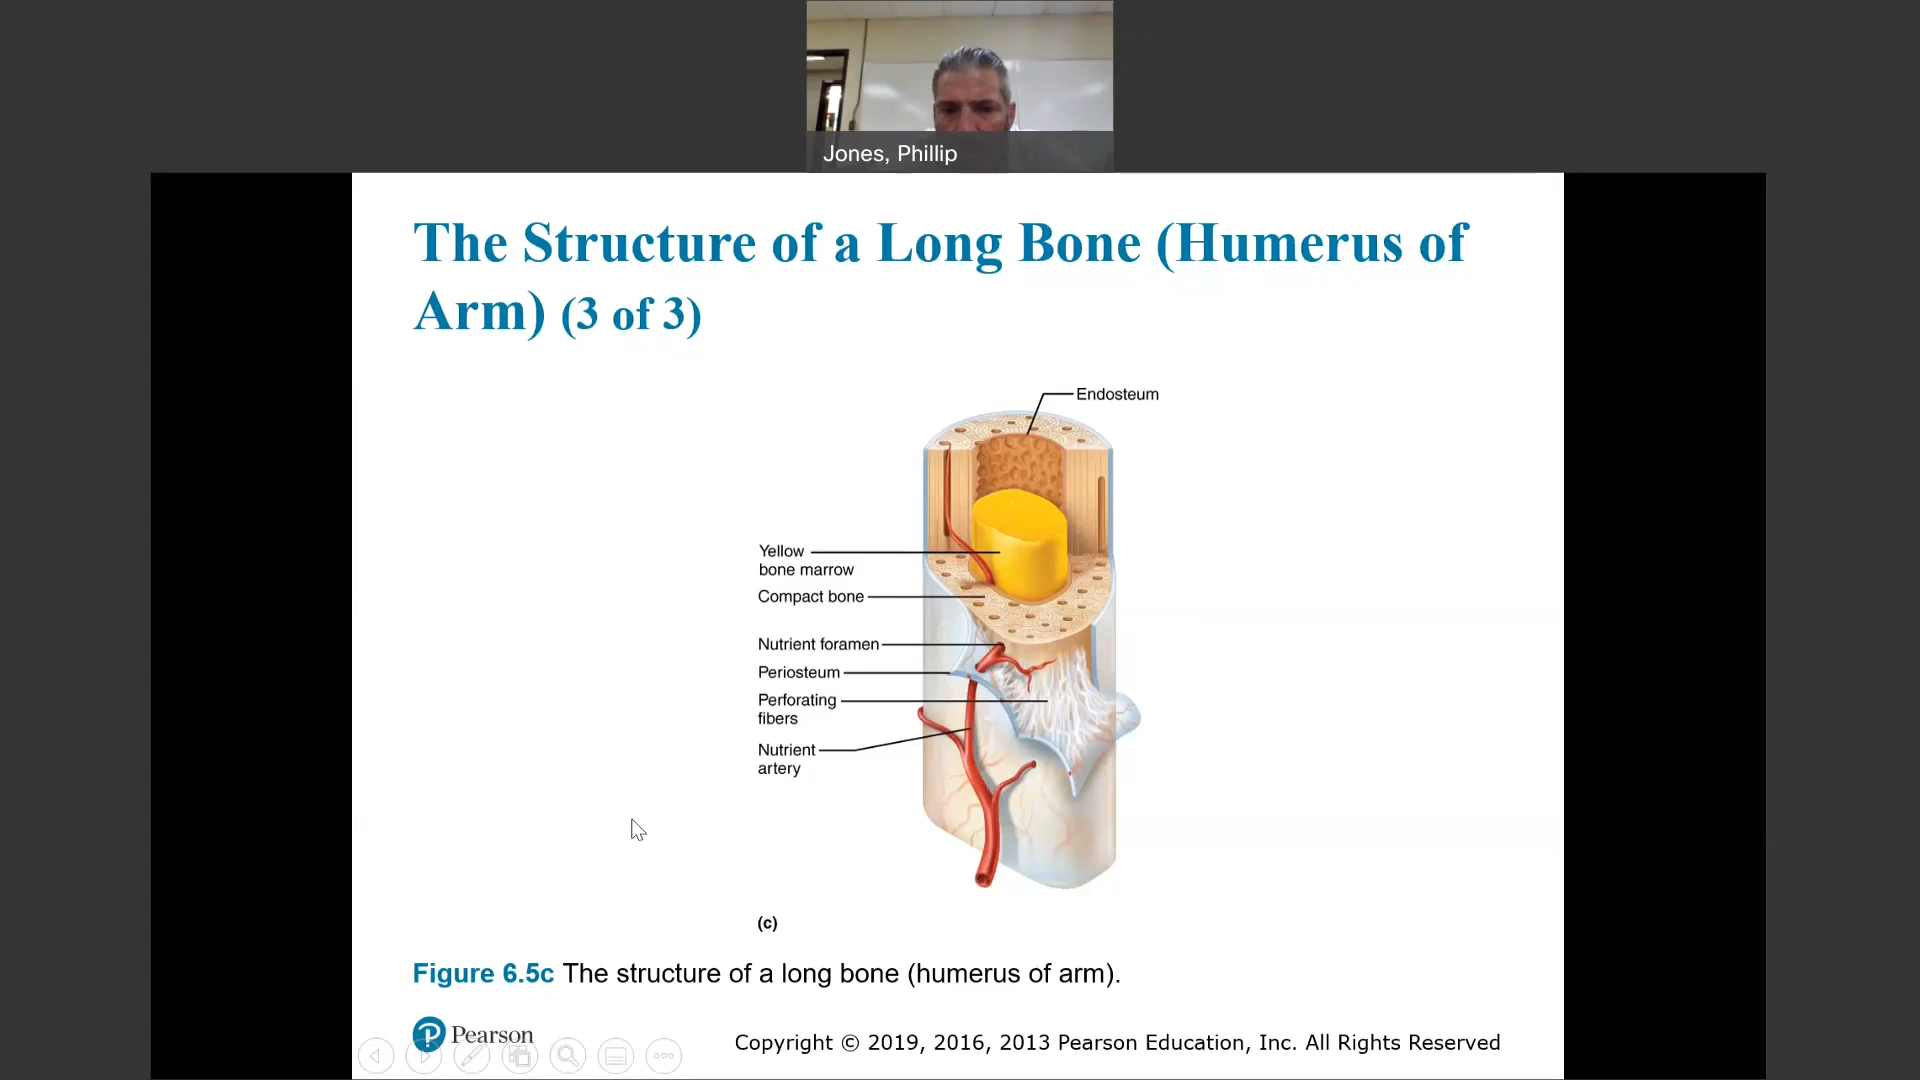 Jones, Phillip
The Structure of a Long Bone (Humerus of
Arm) (3 of 3)
Endosteum
Yellow
bone marrow
Compact bone
Nutrient foramen
Periosteum
Perforating
fibers
Nutrient
artery
(c)
Figure 6.5c The structure of a long bone (humerus of arm).
Pearson
Copyright © 2019, 2016, 2013 Pearson Education, Inc. All Rights Reserved